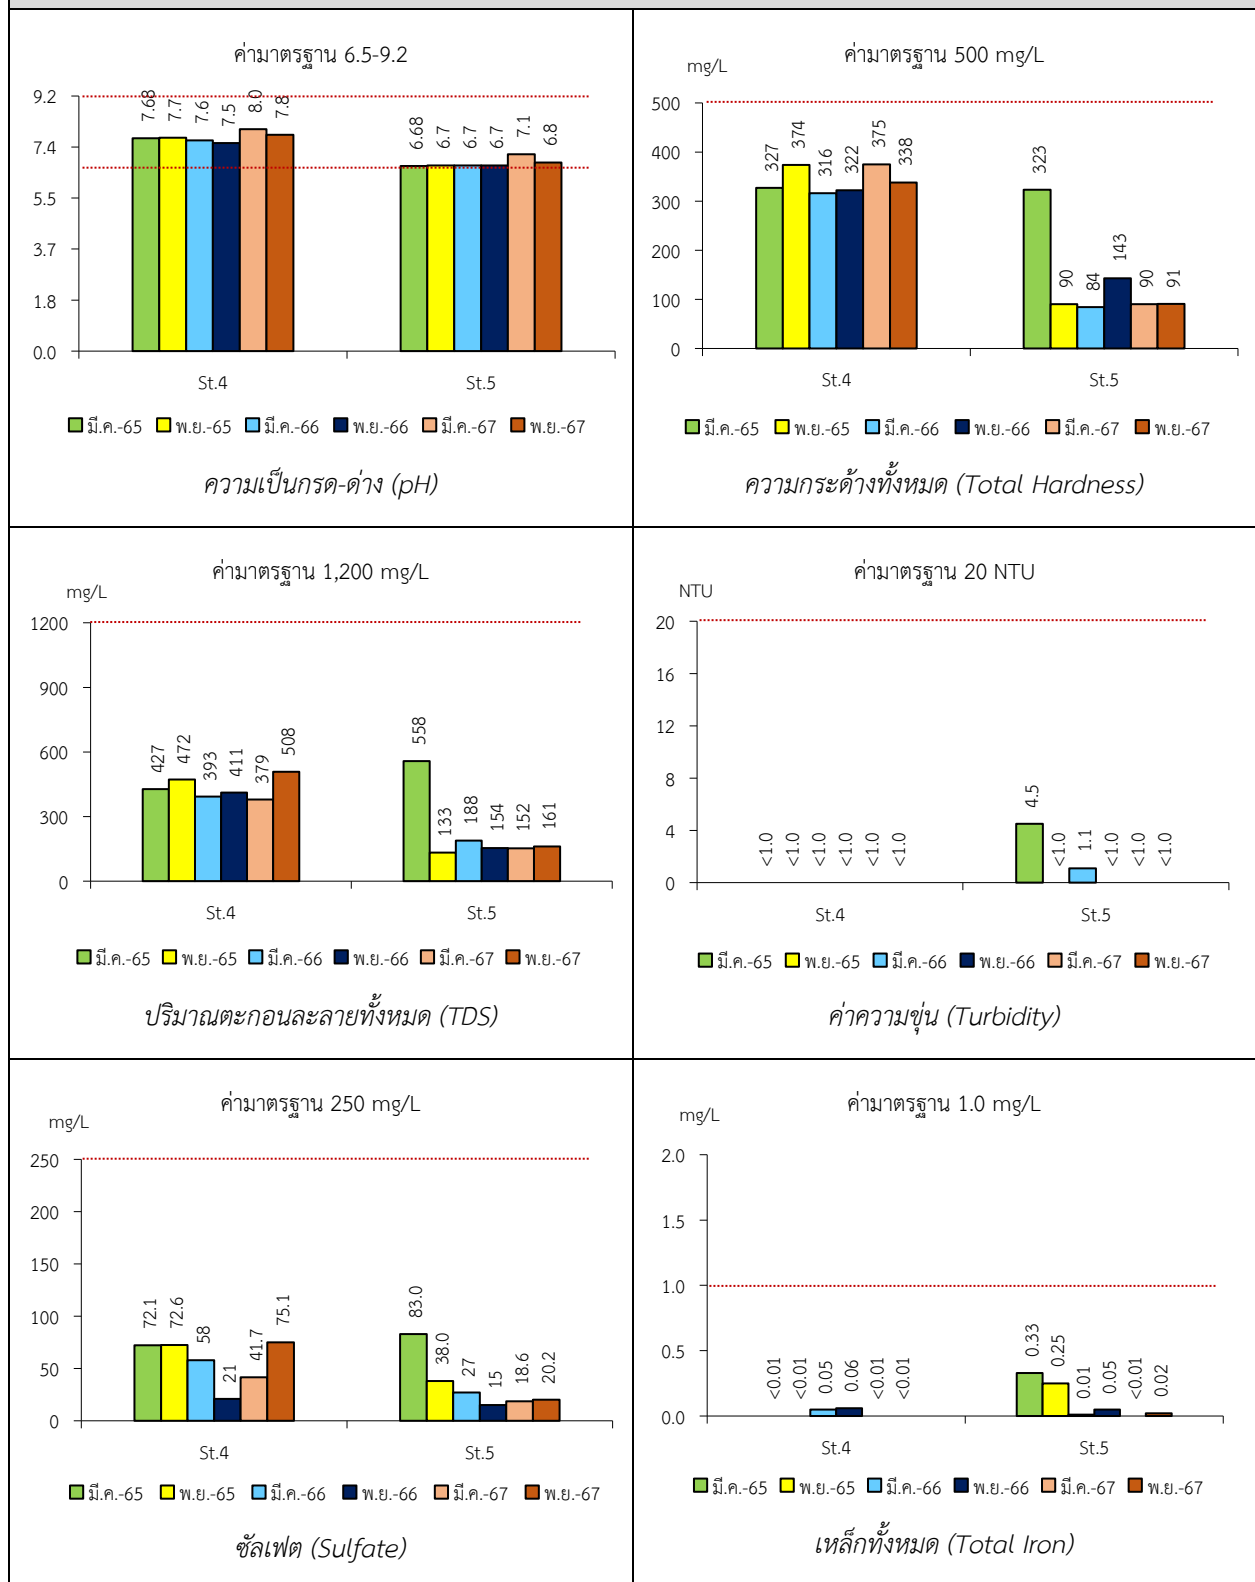 ค่ามาตรฐาน 6.5-9.2
9.2
7.4
5.5
3.7
1.8
0.0
7.68 7.7 7.6 7.5 8.0 7.8
6.68 6.7 6.7 6.7 7.1 6.8
St.4 St.5
มี.ค.-65 พ.ย.-65 มี.ค.-66 พ.ย.-66 มี.ค.-67 พ.ย.-67
ความเป็นกรด-ด่าง (pH)
ค่ามาตรฐาน 500 mg/L
mg/L
500
400
300
200
100
0
327 374 316 322 375 338
323 90 84 143 90 91
St.4 St.5
มี.ค.-65 พ.ย.-65 มี.ค.-66 พ.ย.-66 มี.ค.-67 พ.ย.-67
ความกระด้างทั้งหมด (Total Hardness)
ค่ามาตรฐาน 1,200 mg/L
mg/L
1200
900
600
300
0
427 472 393 411 379 508
558 133 188 154 152 161
St.4 St.5
มี.ค.-65 พ.ย.-65 มี.ค.-66 พ.ย.-66 มี.ค.-67 พ.ย.-67
ปริมาณตะกอนละลายทั้งหมด (TDS)
ค่ามาตรฐาน 20 NTU
NTU
20
16
12
8
4
0
<1.0 <1.0 <1.0 <1.0 <1.0 <1.0
4.5 <1.0 1.1 <1.0 <1.0 <1.0
St.4 St.5
มี.ค.-65 พ.ย.-65 มี.ค.-66 พ.ย.-66 มี.ค.-67 พ.ย.-67
ค่าความขุ่น (Turbidity)
ค่ามาตรฐาน 250 mg/L
mg/L
250
200
150
100
50
0
72.1 72.6 58 21 41.7 75.1
83.0 38.0 27 15 18.6 20.2
St.4 St.5
มี.ค.-65 พ.ย.-65 มี.ค.-66 พ.ย.-66 มี.ค.-67 พ.ย.-67
ซัลเฟต (Sulfate)
ค่ามาตรฐาน 1.0 mg/L
mg/L
2.0
1.5
1.0
0.5
0.0
<0.01 <0.01 0.05 0.06 <0.01 <0.01
0.33 0.25 0.01 0.05 <0.01 0.02
St.4 St.5
มี.ค.-65 พ.ย.-65 มี.ค.-66 พ.ย.-66 มี.ค.-67 พ.ย.-67
เหล็กทั้งหมด (Total Iron)